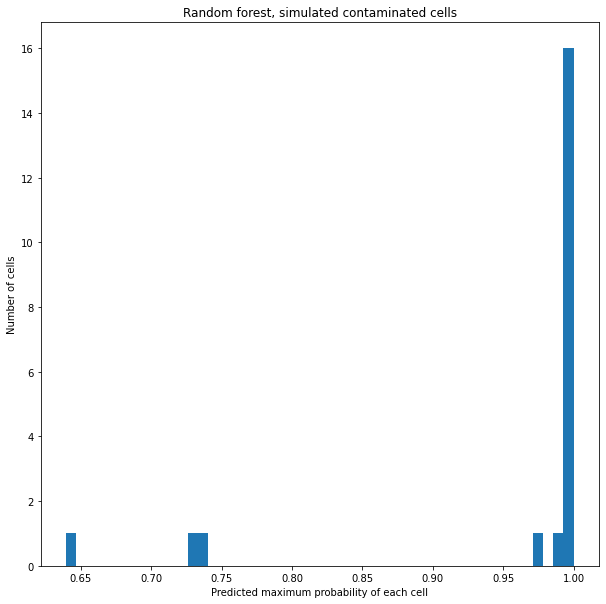 Random forest, simulated contaminated cells
Number of cells
16
14
12
10
8
6
4
2
0
0.65 0.70 0.75 0.80 0.85 0.90 0.95 1.00
Predicted maximum probability of each cell